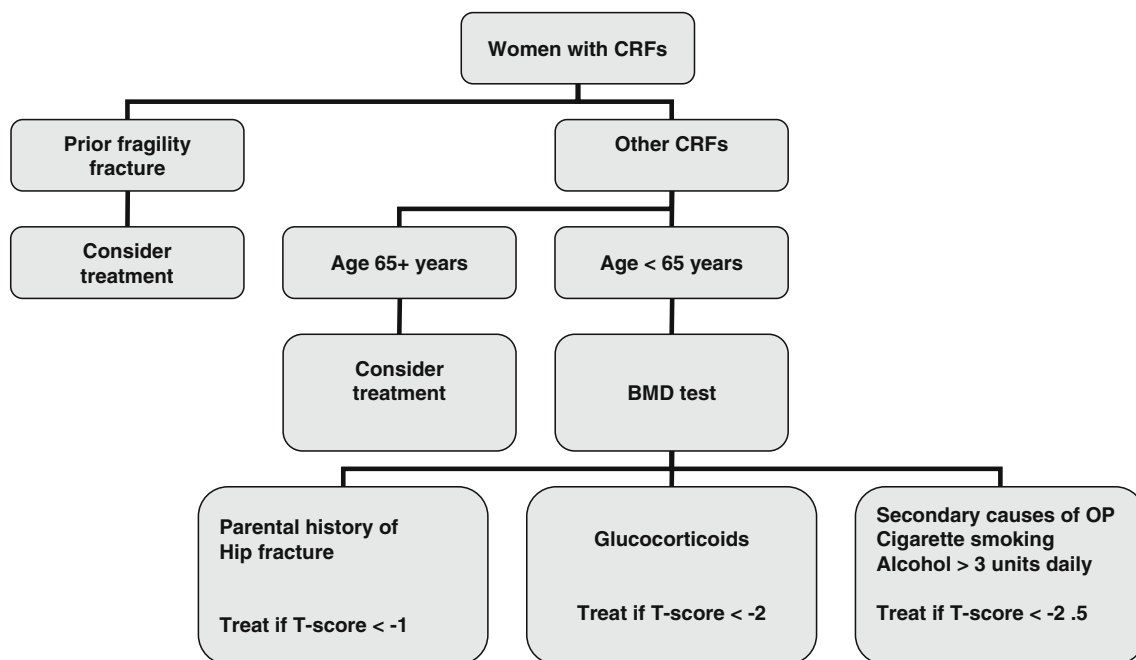 Women with CRFs
Prior fragility
fracture
Other CRFs
Consider
treatment
Age 65+ years
Age < 65 years
Consider
treatment
BMD test
Parental history of
Hip fracture
Treat if T-score < -1
Glucocorticoids
Treat if T-score < -2
Secondary causes of OP
Cigarette smoking
Alcohol > 3 units daily
Treat if T-score < -2 .5